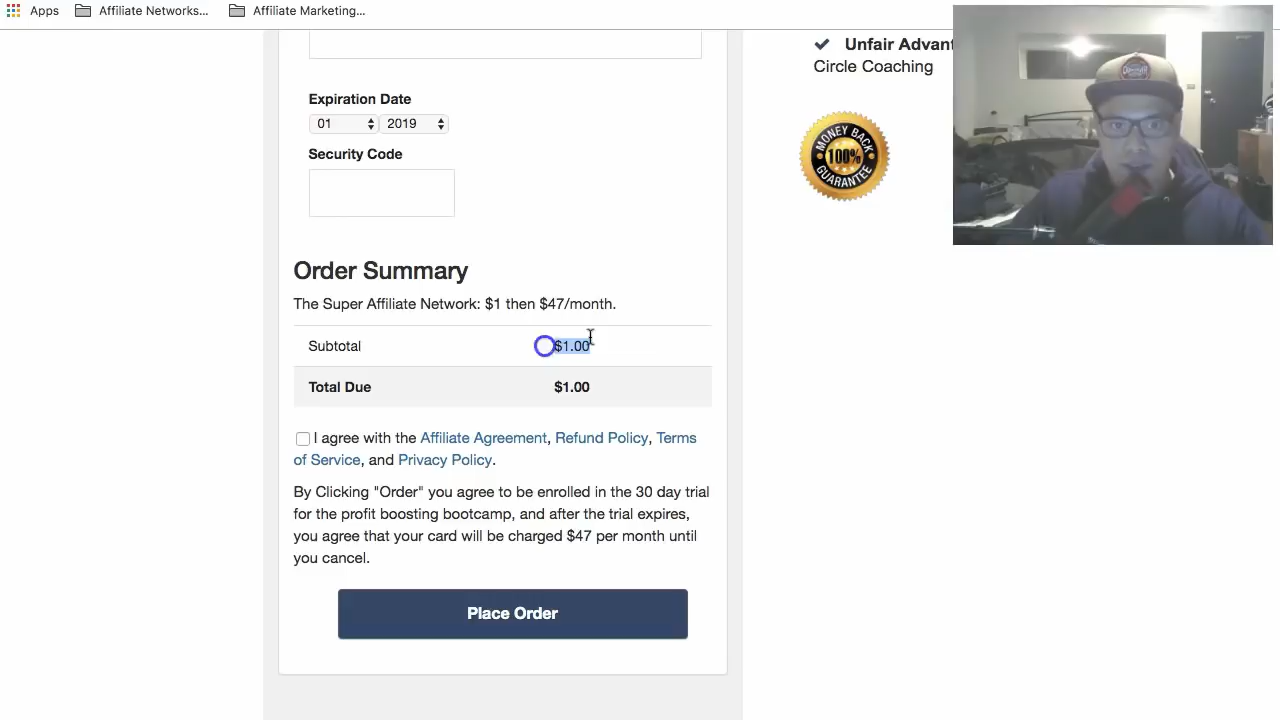 Apps
Affiliate Networks...
Affiliate Marketing...
Unfair Advant
Circle Coaching
MONEY BACK
100%
GUARANTEE
Expiration Date
01
2019
Security Code
Order Summary
The Super Affiliate Network: $1 then $47/month.
Subtotal $1.00
Total Due $1.00
I agree with the Affiliate Agreement, Refund Policy, Terms
of Service, and Privacy Policy.
By Clicking "Order" you agree to be enrolled in the 30 day trial
for the profit boosting bootcamp, and after the trial expires,
you agree that your card will be charged $47 per month until
you cancel.
Place Order